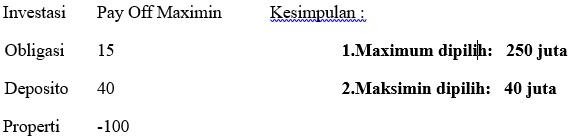 Investasi Pay Off Maximin Kesimpulan :
Obligasi 15 1.Maximum dipilih: 250 juta
Deposito 40 2.Maksimin dipilih: 40 juta
Properti -100